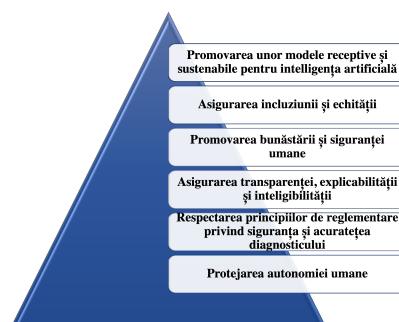 Promovarea unor modele receptive și
sustenabile pentru inteligența artificială
Asigurarea incluziunii și echității
Promovarea bunăstării și siguranței
umane
Asigurarea transparenței, explicabilității
și inteligibilității
Respectarea principiilor de reglementare
privind siguranța și acuratețea
diagnosticului
Protejarea autonomiei umane